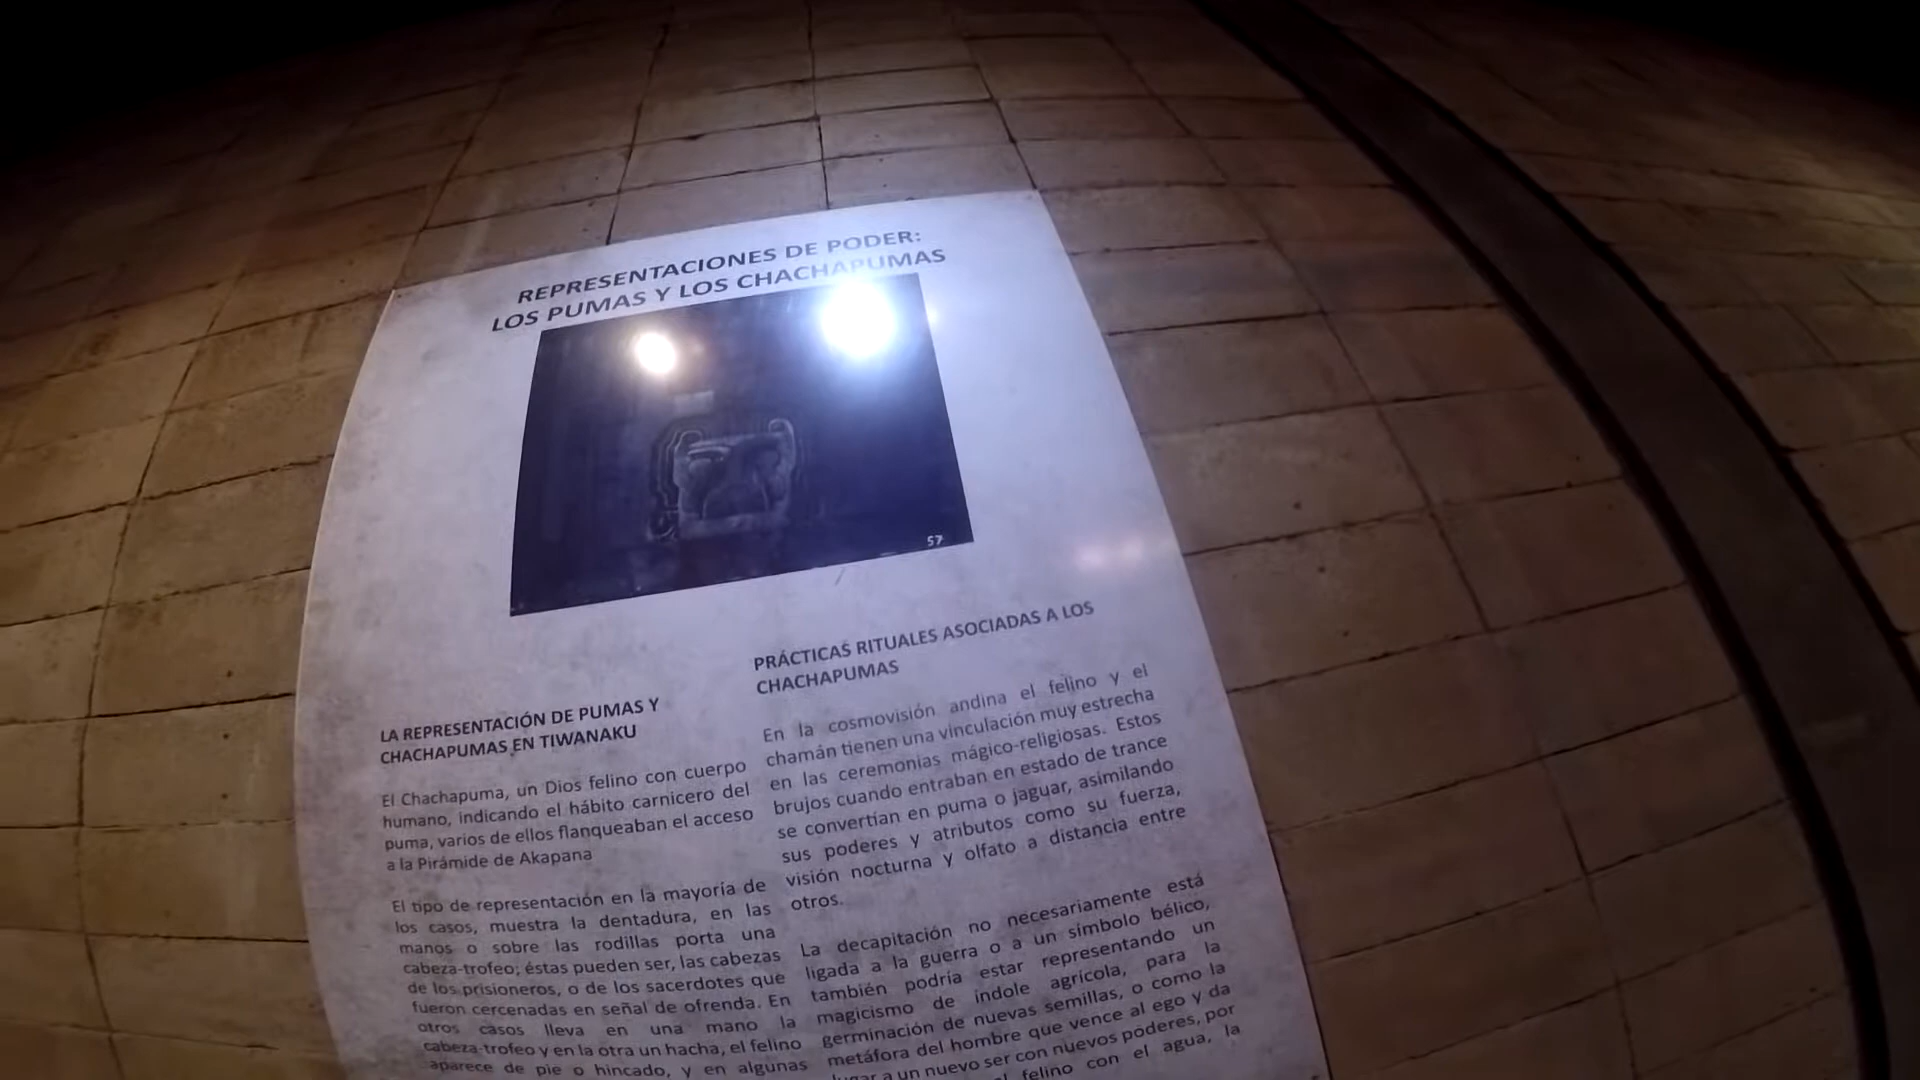 REPRESENTACIONES DE PODER:
LOS PUMAS Y LOS CHACHAPUMAS
57
LA REPRESENTACIÓN DE PUMAS Y
CHACHAPUMAS EN TIWANAKU
El Chachapuma, un Dios felino con cuerpo
humano, indicando el hábito carnicero del
puma, varios de ellos flanqueaban el acceso
a la Pirámide de Akapana
El tipo de representación en la mayoría de
los casos, muestra la dentadura, en las
manos o sobre las rodillas porta una
cabeza-trofeo; éstas pueden ser, las cabezas
de los prisioneros, o de los sacerdotes que
fueron cercenadas en señal de ofrenda. En
otros casos lleva en una mano la
cabeza-trofeo y en la otra un hacha, el felino
aparece de pie o hincado, y en algunas
PRÁCTICAS RITUALES ASOCIADAS A LOS
CHACHAPUMAS
En la cosmovisión andina el felino y el
chamán tienen una vinculación muy estrecha
en las ceremonias mágico-religiosas. Estos
brujos cuando entraban en estado de trance
se convertían en puma o jaguar, asimilando
sus poderes y atributos como su fuerza,
visión nocturna y olfato a distancia entre
otros.
La decapitación no necesariamente está
ligada a la guerra o a un símbolo bélico,
también podría estar representando un
magicismo de índole agrícola, para la
germinación de nuevas semillas, o como la
metáfora del hombre que vence al ego y da
lugar a un nuevo ser con nuevos poderes, por
felino con el agua, la